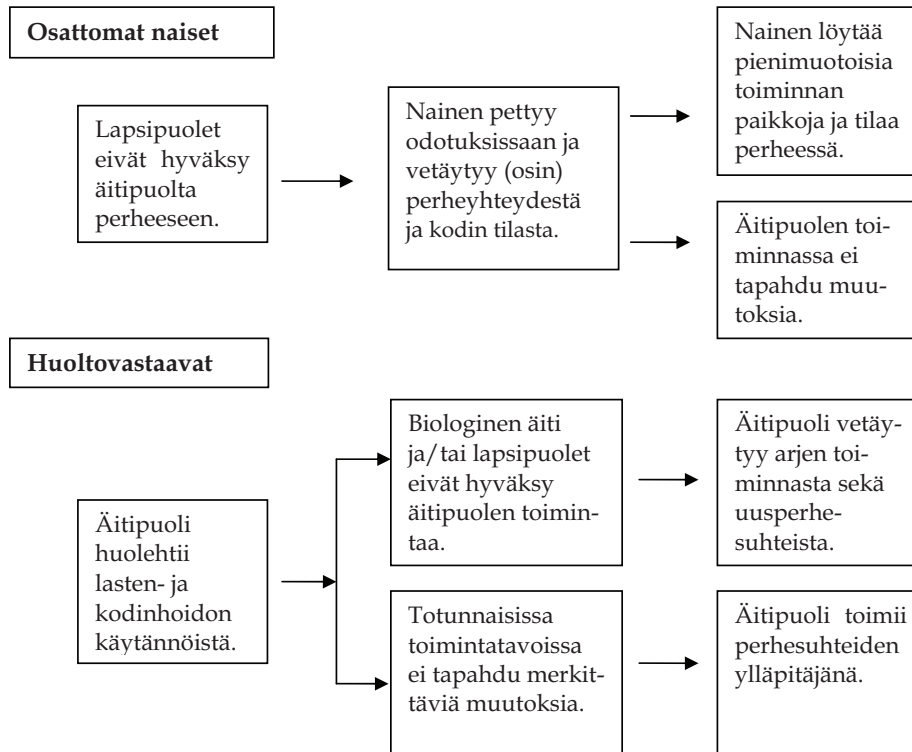 Osattomat naiset
Lapsipuolet
eivät hyväksy
äitipuolta
perheeseen.
Nainen pettyy
odotuksissaan ja
vetäytyy (osin)
perheyhteydestä
ja kodin tilasta.
Nainen löytää
pienimuotoisia
toiminnan
paikkoja ja tilaa
perheessä.
Äitipuolen toi-
minnassa ei
tapahdu muu-
toksia.
Huoltovastaavat
Äitipuoli
huolehtii
lasten- ja
kodinhoidon
käytännöistä.
Biologinen äiti
ja/tai lapsipuolet
eivät hyväksy
äitipuolen toimin-
taa.
Äitipuoli vetäy-
tyy arjen toi-
minnasta sekä
uusperhe-
suhteista.
Totunnaisissa
toimintatavoissa
ei tapahdu merkit-
täviä muutoksia.
Äitipuoli toimii
perhesuhteiden
ylläpitäjänä.